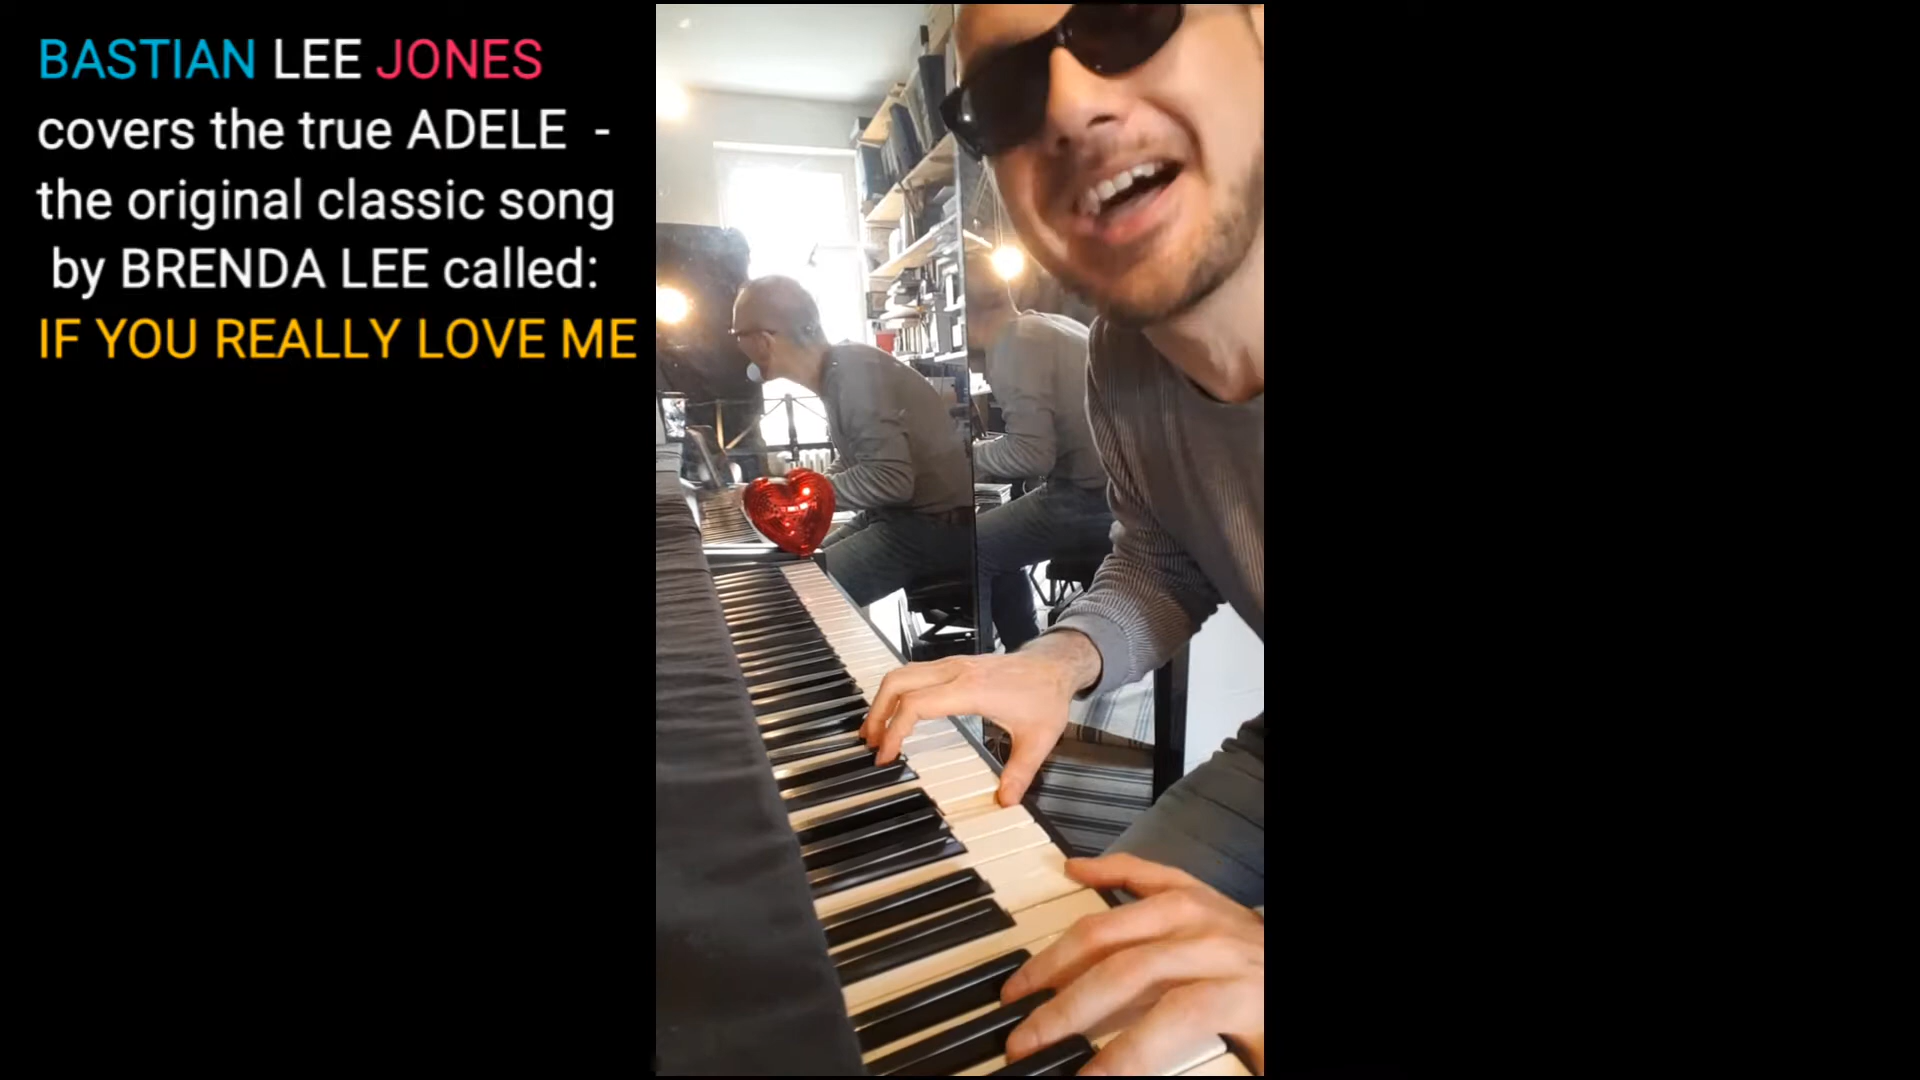 BASTIAN LEE JONES
covers the true ADELE -
the original classic song
by BRENDA LEE called:
IF YOU REALLY LOVE ME